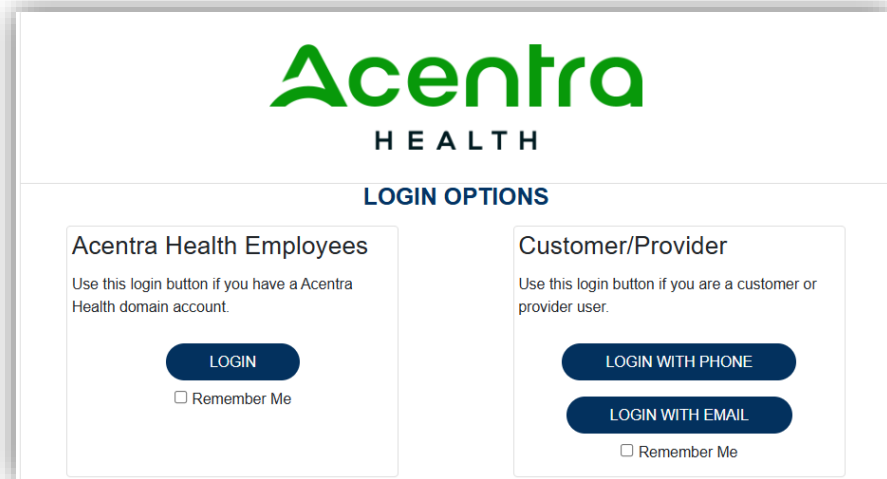 Acentra
HEALTH
LOGIN OPTIONS
Acentra Health Employees
Use this login button if you have a Acentra
Health domain account.
LOGIN
Remember Me
Customer/Provider
Use this login button if you are a customer or
provider user.
LOGIN WITH PHONE
LOGIN WITH EMAIL
Remember Me